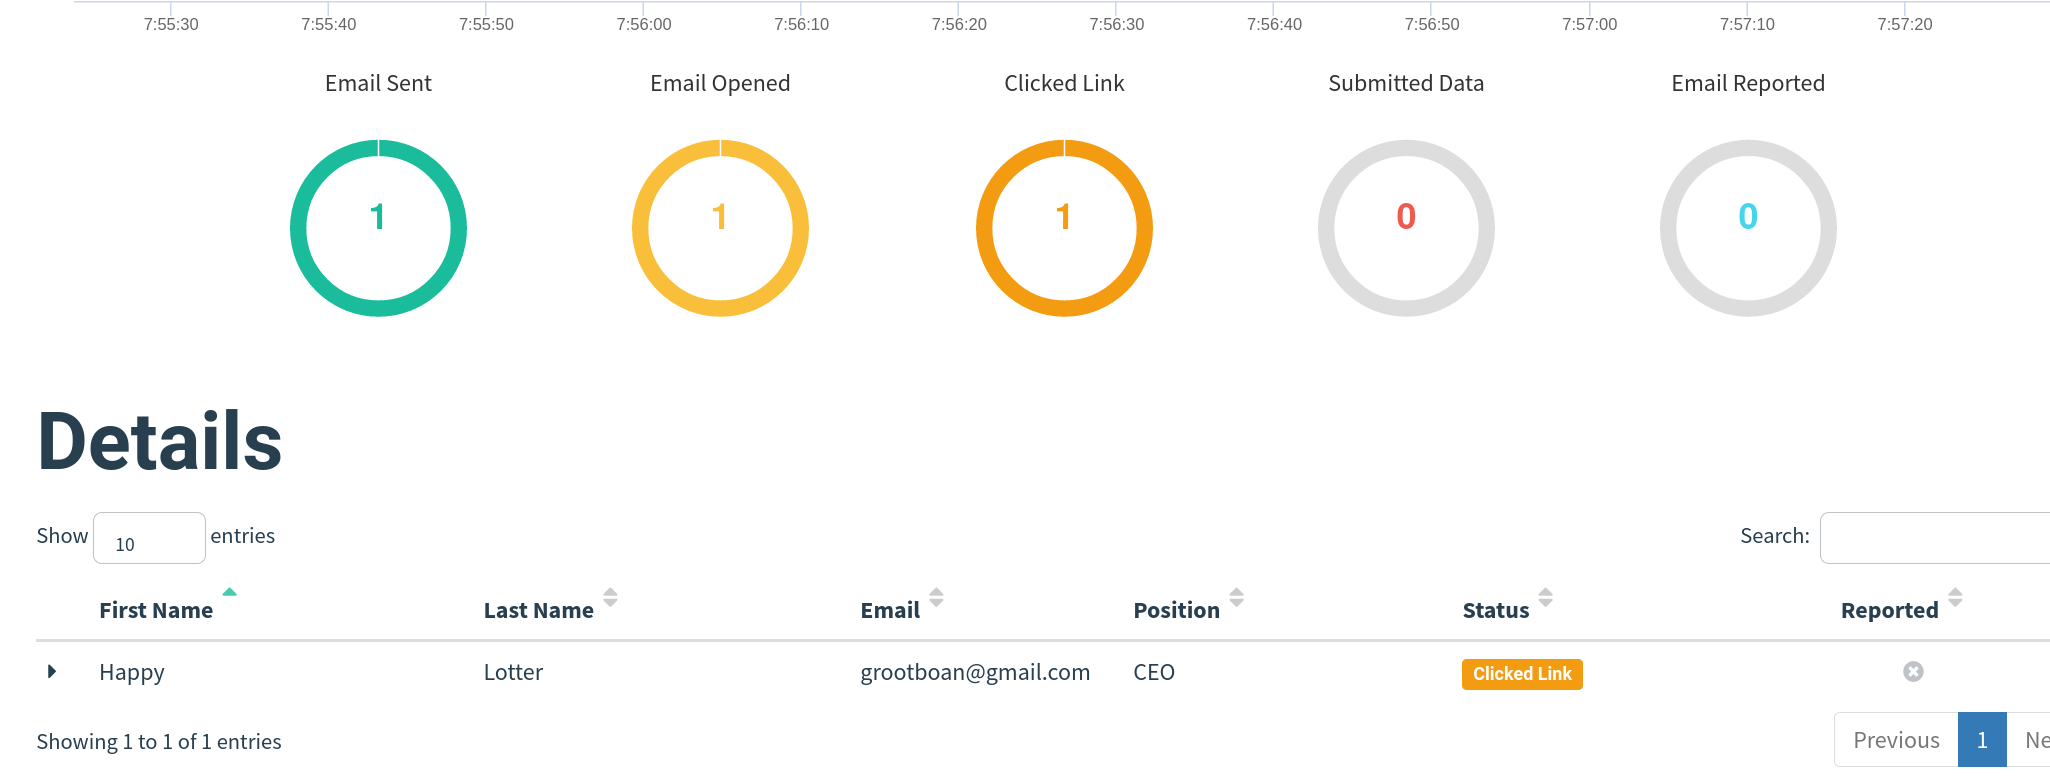 7:55:30 7:55:40 7:55:50 7:56:00 7:56:10 7:56:20 7:56:30 7:56:40 7:56:50 7:57:00 7:57:10 7:57:20
Email Sent Email Opened Clicked Link Submitted Data Email Reported
1 1 1 0 0
Details
Show 10 entries Search:
First Name Last Name Email Position Status Reported
Happy Lotter grootboan@gmail.com CEO Clicked Link
Showing 1 to 1 of 1 entries Previous 1 Ne